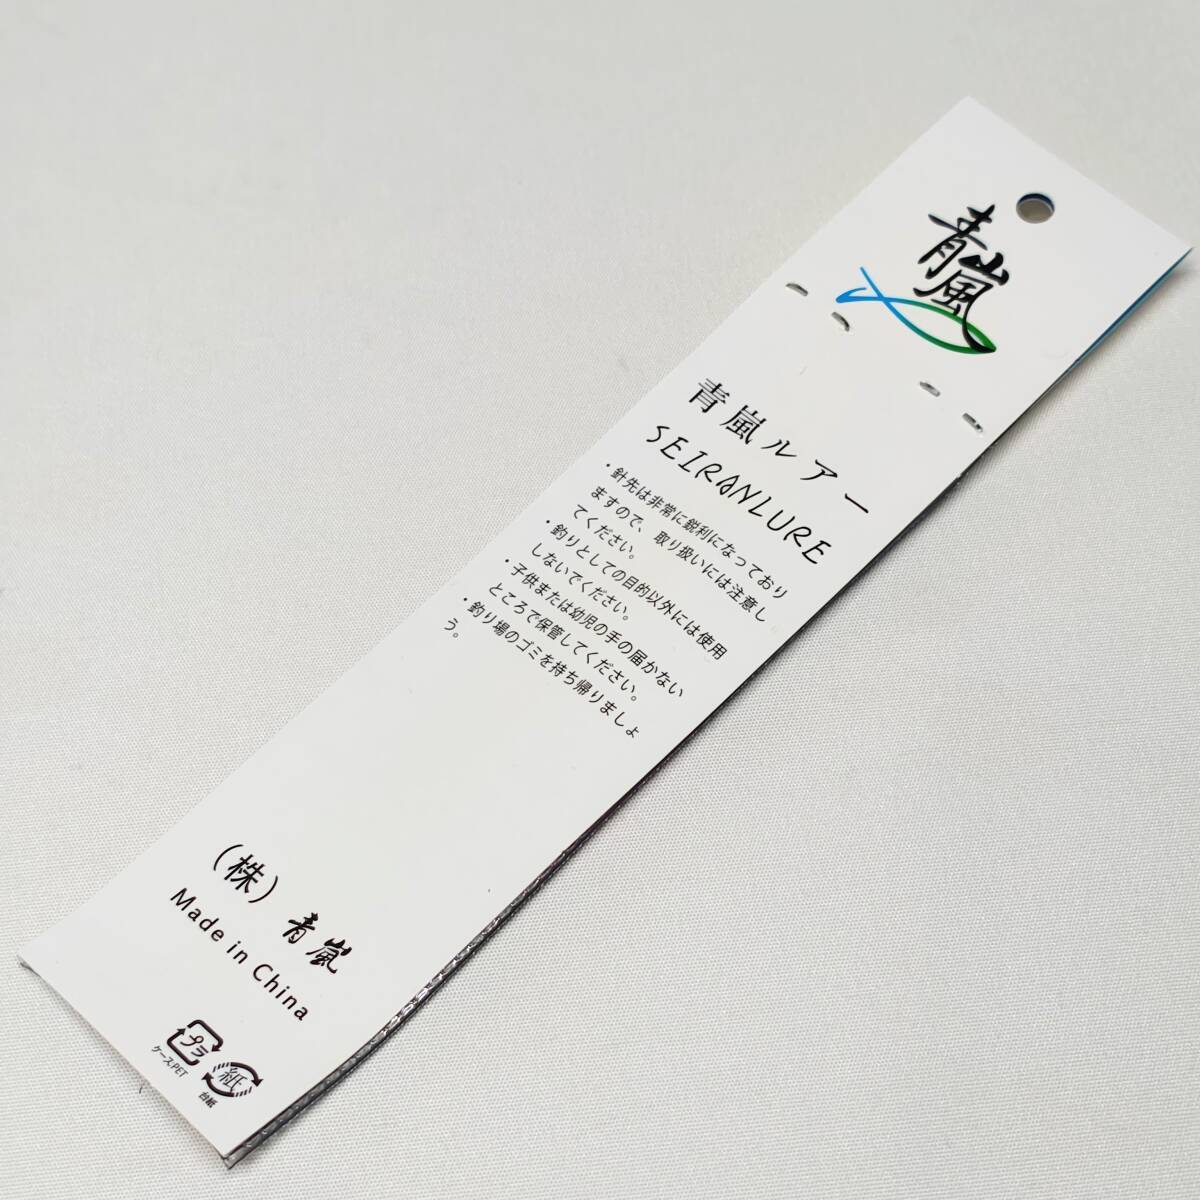 青嵐
青嵐ルアー
SEIRANLURE
・針先は非常に鋭利になっており
ますので、取り扱いには注意し
てください。
・釣りとしての目的以外には使用
しないでください。
・子供または幼児の手の届かない
ところで保管してください。
・釣り場のゴミを持ち帰りましょ
う。
（株）青嵐
Made in China
プラ
ケース:PET
紙
台紙